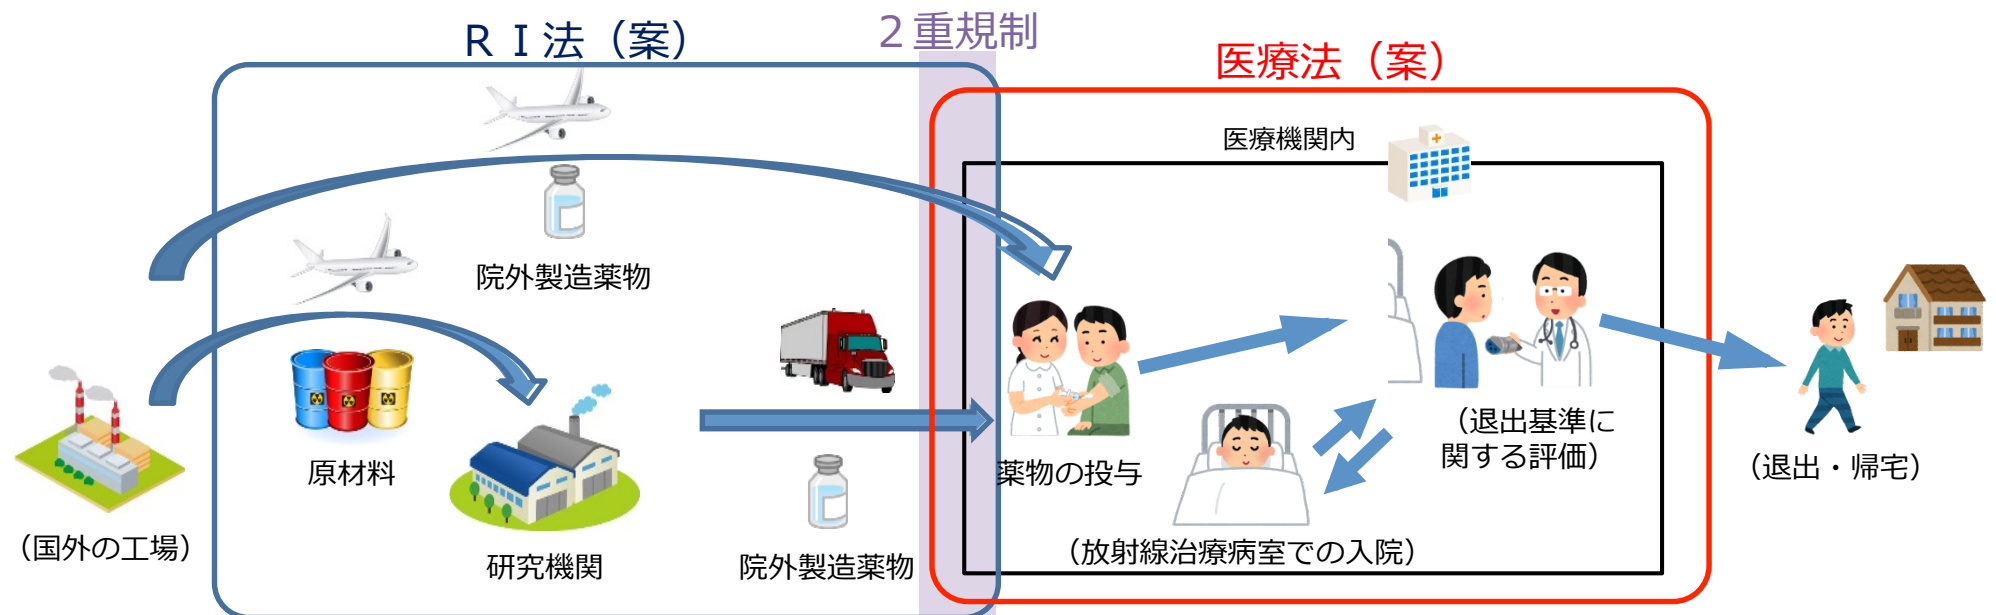 ＲＩ法（案）
２重規制
医療法（案）
医療機関内
院外製造薬物
原材料
（国外の工場）
研究機関
院外製造薬物
薬物の投与
（放射線治療病室での入院）
（退出基準に
関する評価）
（退出・帰宅）